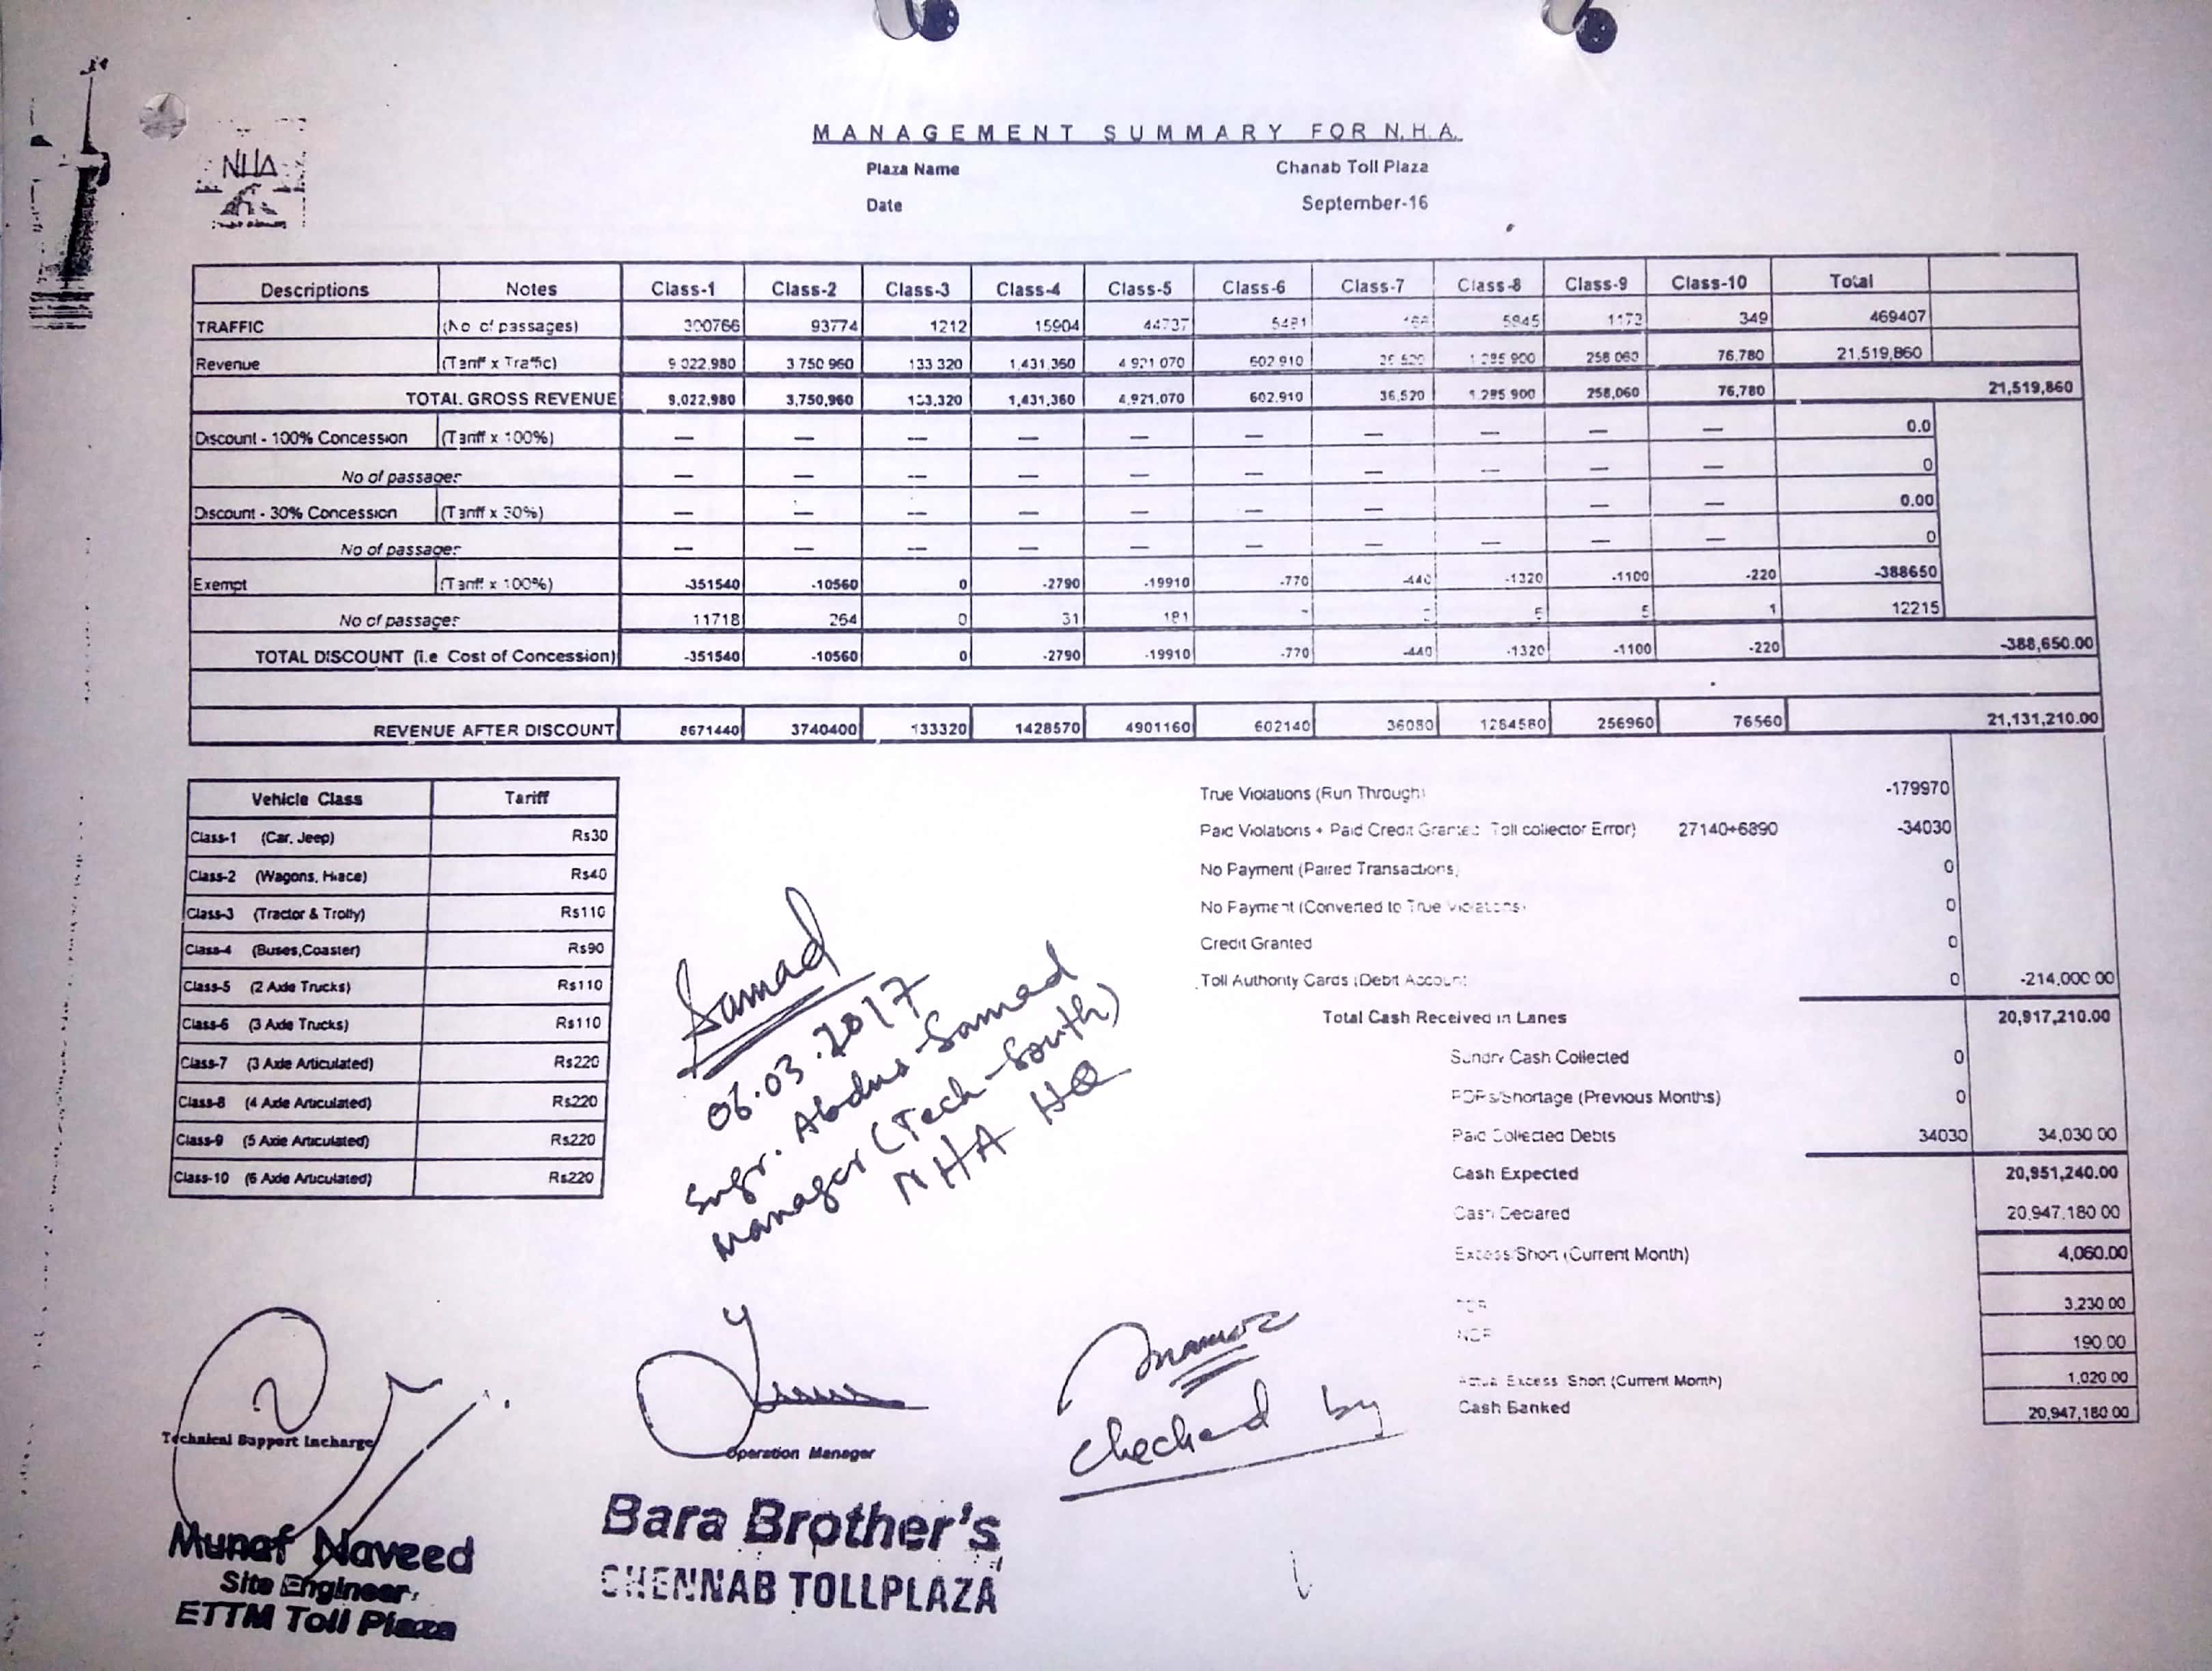 NHA
MANAGEMENT SUMMARY FOR N.H.A.
Plaza Name Chanab Toll Plaza
Date September-16
Descriptions Notes Class-1 Class-2 Class-3 Class-4 Class-5 Class-6 Class-7 Class-8 Class-9 Class-10 Total
TRAFFIC (No of passages) 300766 93774 1212 15904 44737 5481 5845 1173 349 469407
Revenue (Tariff x Traffic) 9,022,980 3,750,960 133,320 1,431,360 4,921,070 602,910 1,285,900 258,060 76,780 21,519,860
TOTAL GROSS REVENUE 9,022,980 3,750,960 133,320 1,431,360 4,921,070 602,910 36,520 1,285,900 258,060 76,780 21,519,860
Discount - 100% Concession (Tariff x 100%) — — — — — — — — — — 0.0
No of passages — — — — — — — — — — 0
Discount - 30% Concession (Tariff x 30%) — — — — — — — — — — 0.00
No of passages — — — — — — — — — — 0
Exempt (Tariff x 100%) -351540 -10560 0 -2790 -19910 -770 -440 -1320 -1100 -220 -388650
No of passages 11718 264 0 31 181 5 1 12215
TOTAL DISCOUNT (i.e Cost of Concession) -351540 -10560 0 -2790 -19910 -770 -440 -1320 -1100 -220 -388,650.00
REVENUE AFTER DISCOUNT 8671440 3740400 133320 1428570 4901160 602140 36080 1284580 256960 76560 21,131,210.00
Vehicle Class Tariff
Class-1 (Car, Jeep) Rs30
Class-2 (Wagons, Hiace) Rs40
Class-3 (Tractor & Trolly) Rs110
Class-4 (Buses,Coaster) Rs90
Class-5 (2 Axle Trucks) Rs110
Class-6 (3 Axle Trucks) Rs110
Class-7 (3 Axle Articulated) Rs220
Class-8 (4 Axle Articulated) Rs220
Class-9 (5 Axle Articulated) Rs220
Class-10 (6 Axle Articulated) Rs220
True Violations (Run Through) -179970
Paid Violations + Paid Credit Granted Toll collector Error) 27140+6890 -34030
No Payment (Paired Transactions) 0
No Payment (Converted to True Violations) 0
Credit Granted 0
Toll Authority Cards (Debit Account) 0 -214,000.00
Total Cash Received in Lanes 20,917,210.00
Sundry Cash Collected 0
Shortage (Previous Months) 0
Paid Collected Debts 34030 34,030.00
Cash Expected 20,951,240.00
Cash Declared 20,947,180.00
Excess/Short (Current Month) 4,060.00
3,230.00
190.00
Actual Excess/Short (Current Month) 1,020.00
Cash Banked 20,947,180.00
Samad
06.03.2017
Engr. Abdus Samad
Manager (Tech-South)
NHA HQ
Technical Support Incharge
Munaf Naveed
Site Engineer
ETTM Toll Plaza
Operation Manager
Bara Brother's
CHENNAB TOLLPLAZA
Checked by